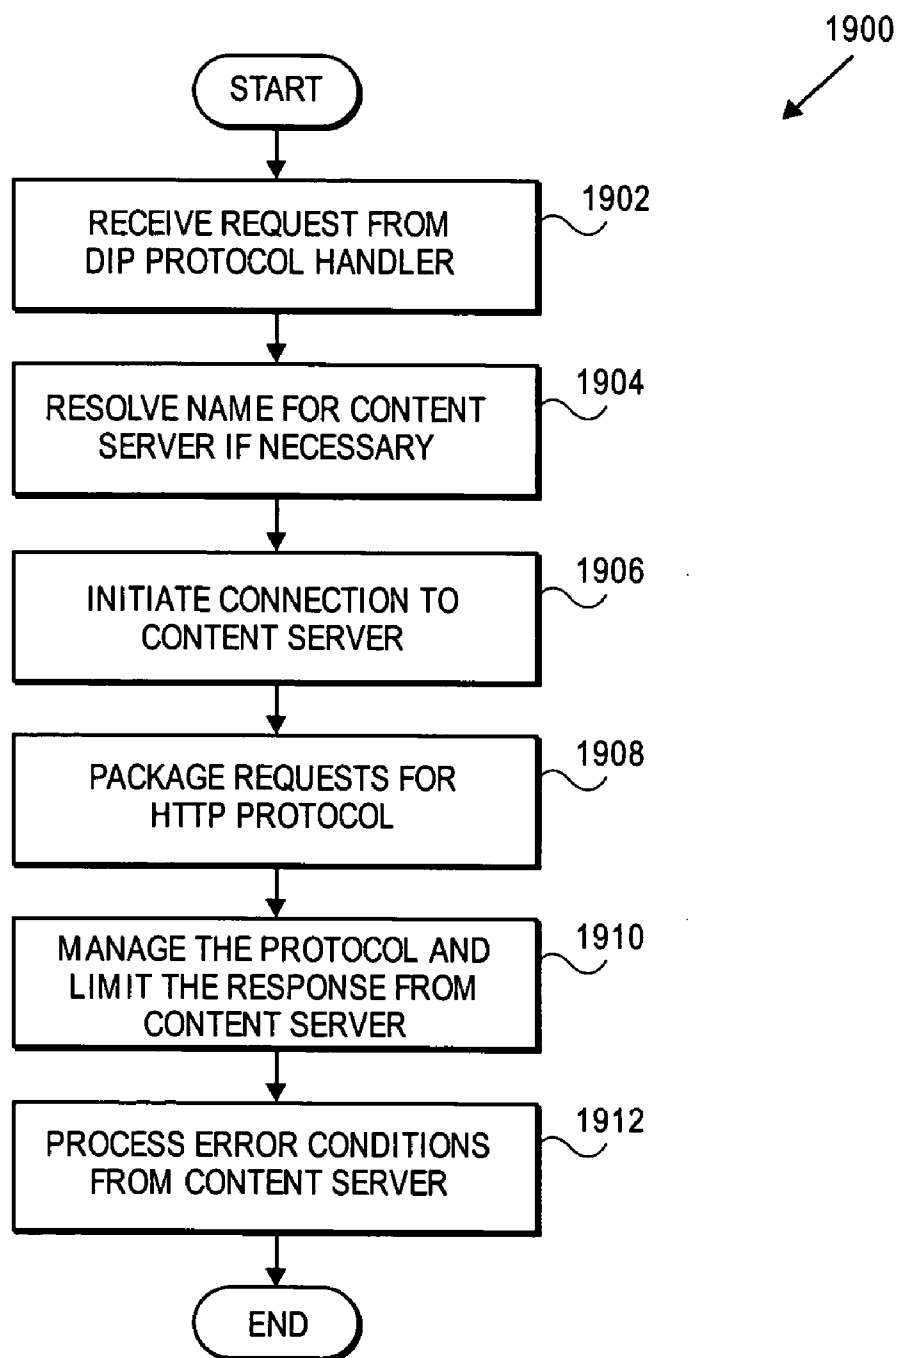 1900
START
RECEIVE REQUEST FROM
DIP PROTOCOL HANDLER
1902
RESOLVE NAME FOR CONTENT
SERVER IF NECESSARY
1904
INITIATE CONNECTION TO
CONTENT SERVER
1906
PACKAGE REQUESTS FOR
HTTP PROTOCOL
1908
MANAGE THE PROTOCOL AND
LIMIT THE RESPONSE FROM
CONTENT SERVER
1910
PROCESS ERROR CONDITIONS
FROM CONTENT SERVER
1912
END